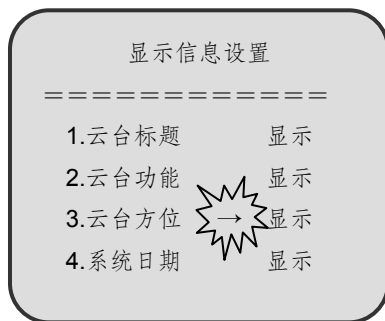 显示信息设置
============
1.云台标题 显示
2.云台功能 显示
3.云台方位 → 显示
4.系统日期 显示